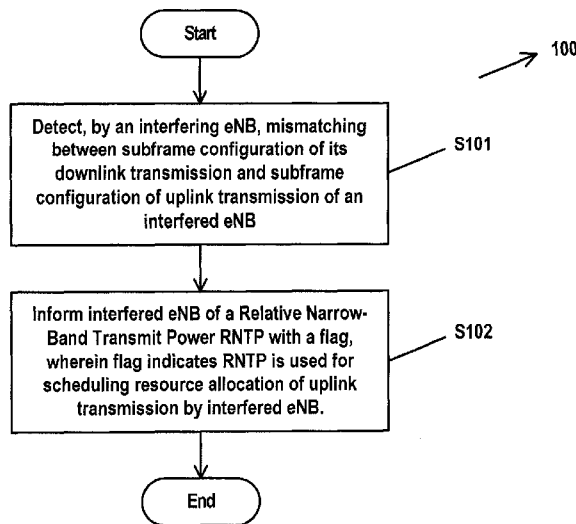 Start
100
Detect, by an interfering eNB, mismatching
between subframe configuration of its
downlink transmission and subframe
configuration of uplink transmission of an
interfered eNB
S101
Inform interfered eNB of a Relative Narrow-
Band Transmit Power RNTP with a flag,
wherein flag indicates RNTP is used for
scheduling resource allocation of uplink
transmission by interfered eNB.
S102
End